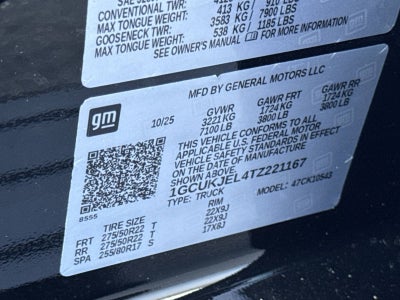 CONVENTIONAL TWR: 413 KG / 910 LBS
MAX TONGUE WEIGHT: 3583 KG / 7900 LBS
GOOSENECK TWR: 538 KG / 1185 LBS
MAX TONGUE WEIGHT:
SEE OWNER'S MANUAL FOR MORE INFORMATION
MFD BY GENERAL MOTORS LLC
gm
10/25 GVWR GAWR FRT GAWR RR
3221 KG 1724 KG 1724 KG
7100 LB 3800 LB 3800 LB
THIS VEHICLE CONFORMS TO ALL
APPLICABLE U.S. FEDERAL MOTOR
VEHICLE SAFETY STANDARDS IN
EFFECT ON THE DATE OF
MANUFACTURE SHOWN ABOVE.
1GCUKJEL4TZ221167
TYPE: TRUCK MODEL: 47CK10543
8555
TIRE SIZE RIM
FRT 275/50R22 T 22X9J
RR 275/50R22 T 22X9J
SPA 255/80R17 S 17X8J